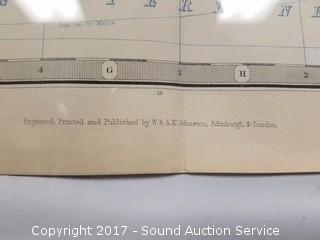 T E R R A N E
4 G 3 H 2
Engraved, Printed and Published by W. & A.K. Johnston, Edinburgh & London.
Copyright 2017 - Sound Auction Service